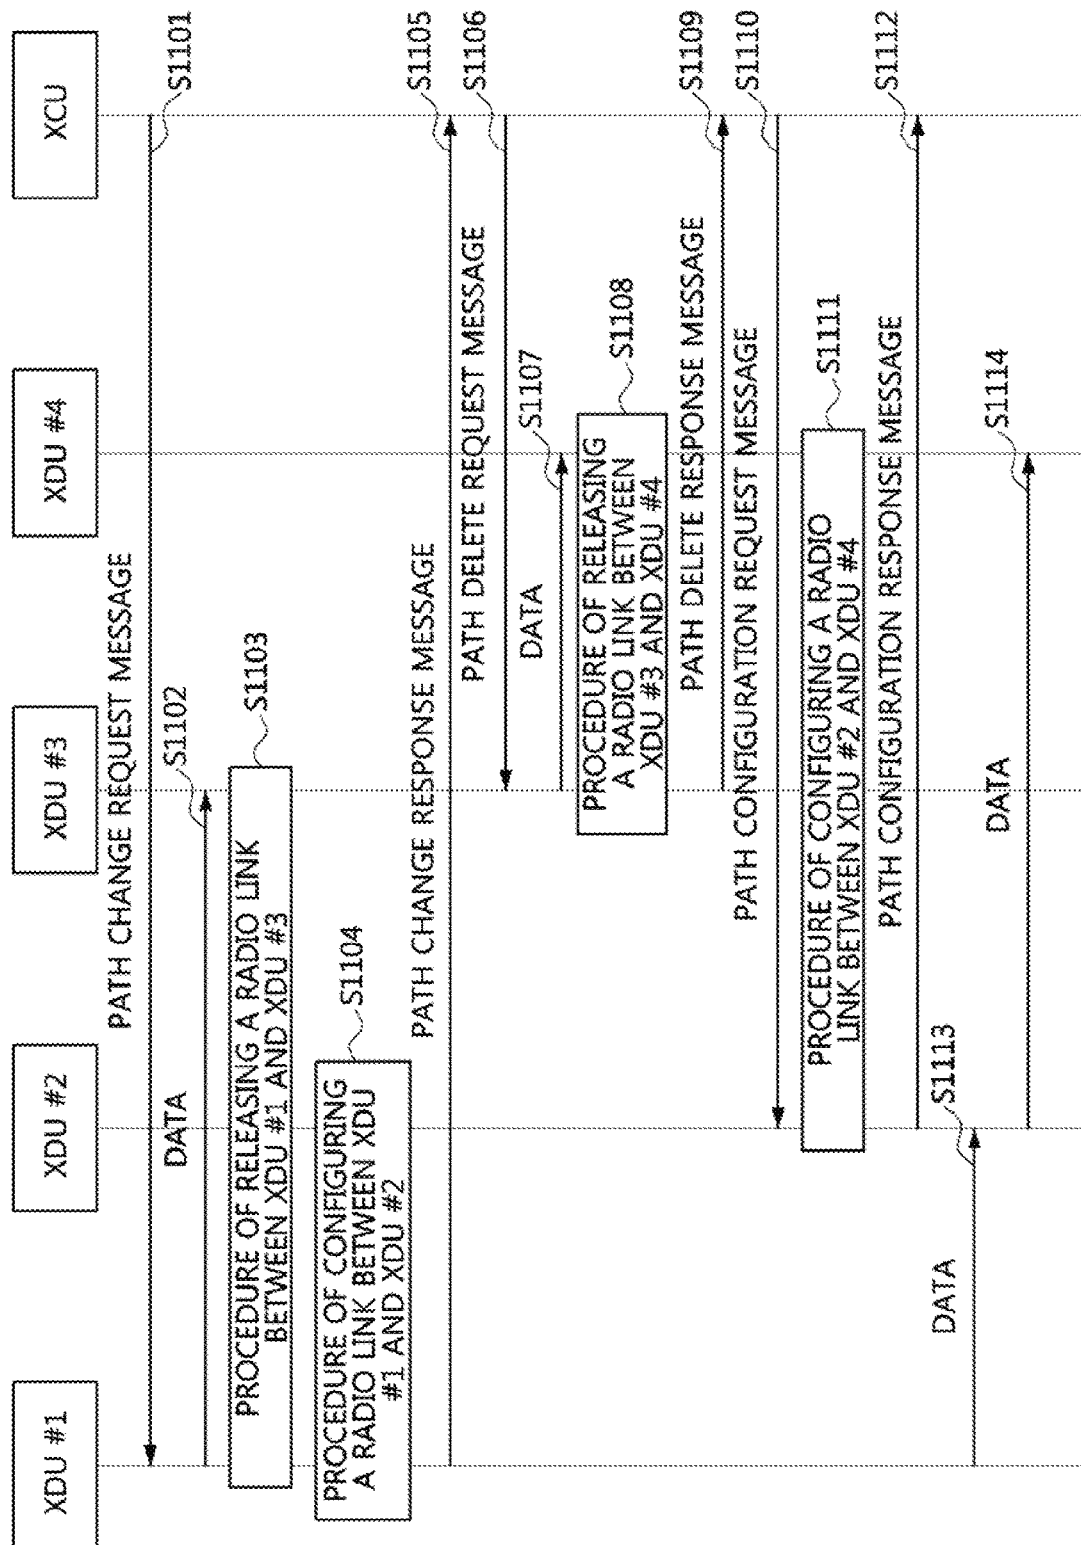 XDU #1
XDU #2
XDU #3
XDU #4
XCU
PATH CHANGE REQUEST MESSAGE
S1101
DATA
S1102
PROCEDURE OF RELEASING A RADIO LINK
BETWEEN XDU #1 AND XDU #3
S1103
PROCEDURE OF CONFIGURING
A RADIO LINK BETWEEN XDU
#1 AND XDU #2
S1104
PATH CHANGE RESPONSE MESSAGE
S1105
PATH DELETE REQUEST MESSAGE
S1106
DATA
S1107
PROCEDURE OF RELEASING
A RADIO LINK BETWEEN
XDU #3 AND XDU #4
S1108
PATH DELETE RESPONSE MESSAGE
S1109
PATH CONFIGURATION REQUEST MESSAGE
S1110
PROCEDURE OF CONFIGURING A RADIO
LINK BETWEEN XDU #2 AND XDU #4
S1111
PATH CONFIGURATION RESPONSE MESSAGE
S1112
DATA
S1113
DATA
S1114